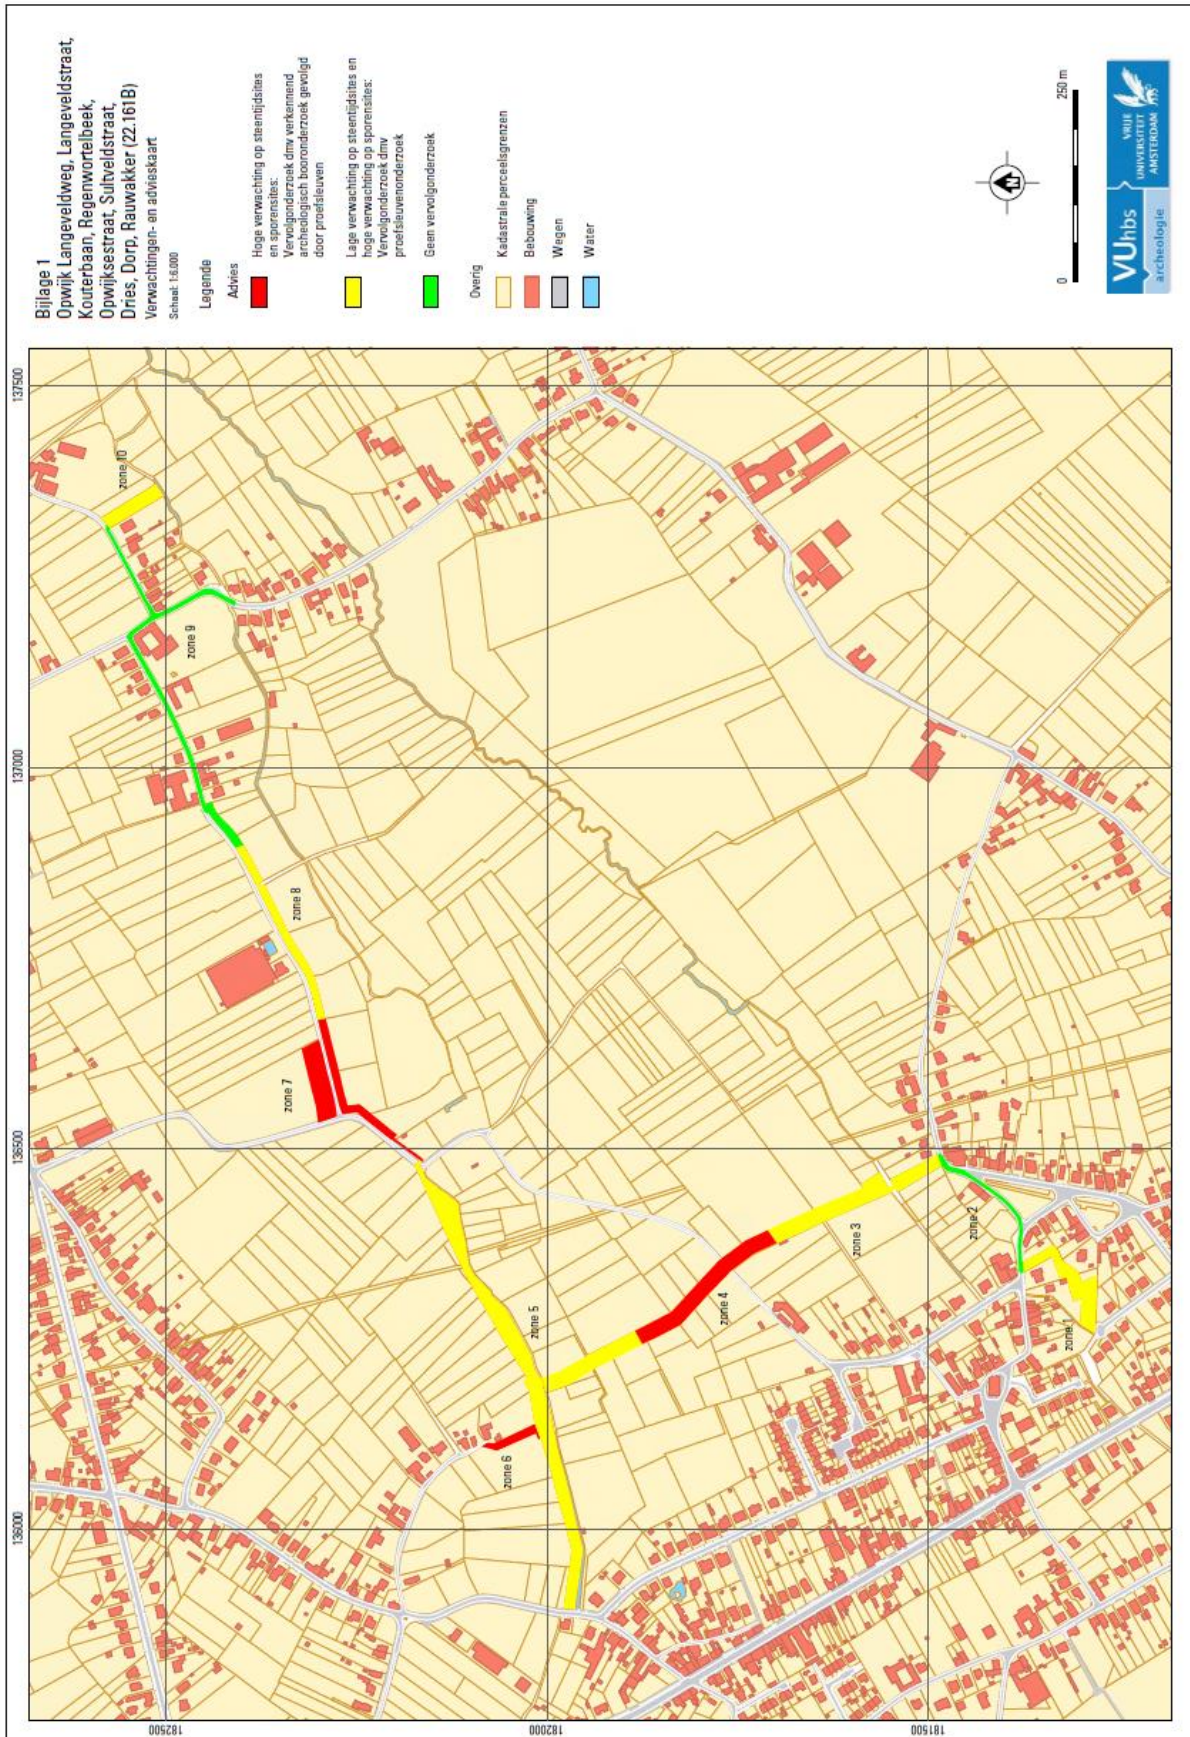 Bijlage 1
Opwijk Langeveldweg, Langeveldstraat,
Kouterbaan, Regenwortelbeek,
Opwijksestraat, Sultveldstraat,
Dries, Dorp, Rauwakker (22.161B)
Verwachtingen- en advieskaart
Schaal: 1:6.000
Legende
Advies
Hoge verwachting op steentijdsites
en sporensites:
Vervolgonderzoek dmv verkennend
archeologisch booronderzoek gevolgd
door proefsleuven
Lage verwachting op steentijdsites en
hoge verwachting op sporensites:
Vervolgonderzoek dmv
proefsleuvenonderzoek
Geen vervolgonderzoek
Overig
Kadastrale perceelsgrenzen
Bebouwing
Wegen
Water
N
0
250 m
VUhbs
archeologie
VRIJE
UNIVERSITEIT
AMSTERDAM
136000
136500
137000
137500
182500
182000
181500
zone 10
zone 9
zone 8
zone 7
zone 6
zone 5
zone 4
zone 3
zone 2
zone 1